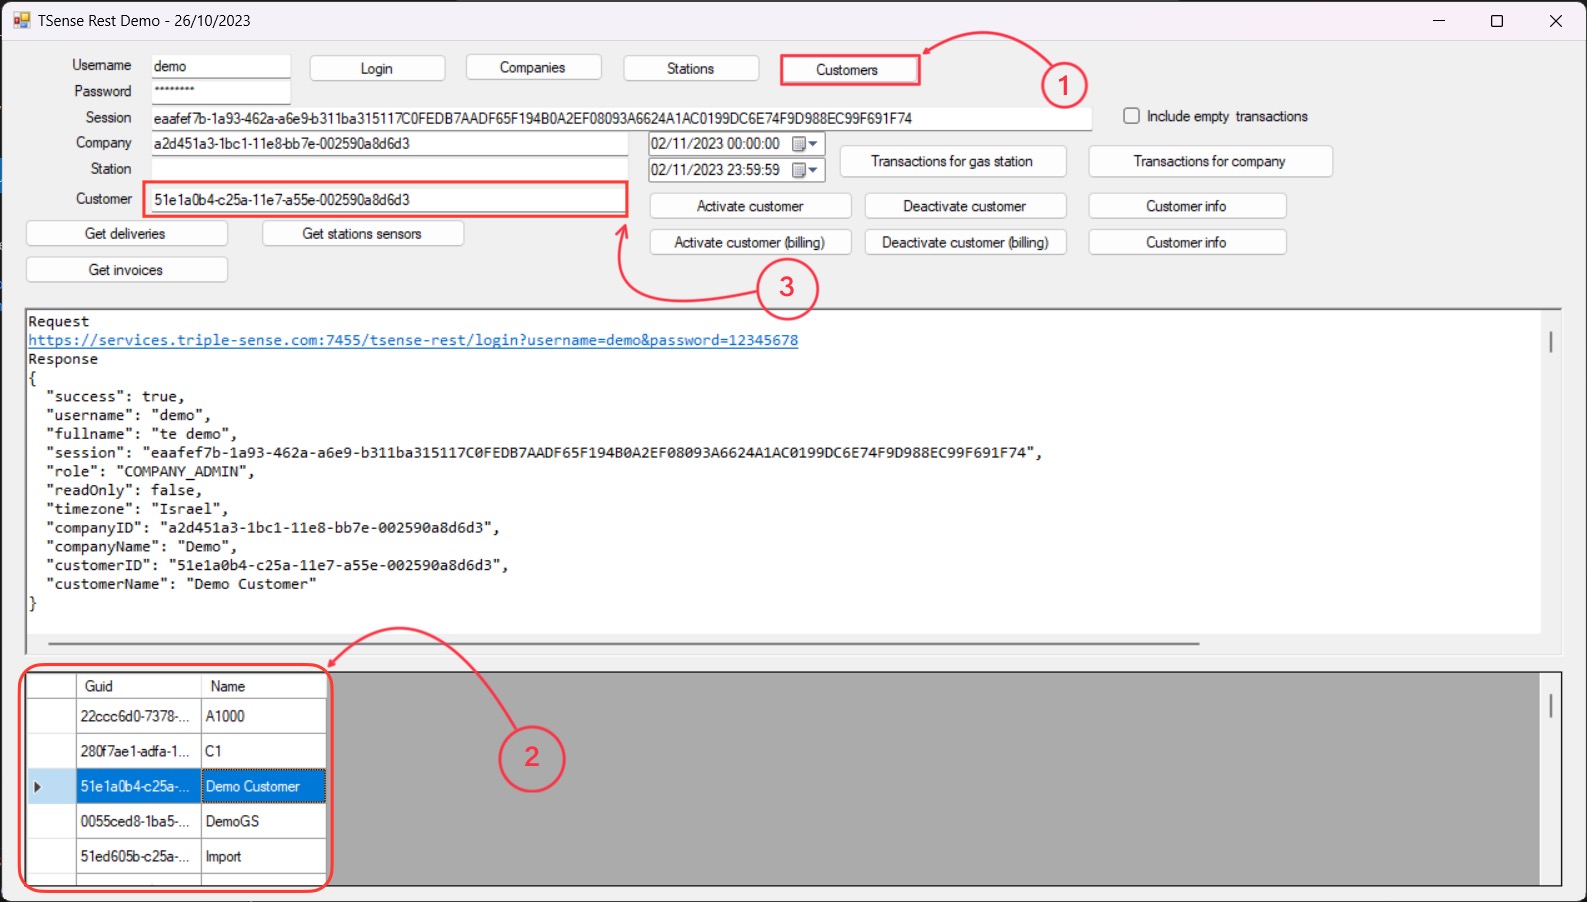 TSense Rest Demo - 26/10/2023
Username demo Login Companies Stations Customers
1
Password ********
Session eaafef7b-1a93-462a-a6e9-b311ba315117C0FEDB7AADF65F194B0A2EF08093A6624A1AC0199DC6E74F9D988EC99F691F74 Include empty transactions
Company a2d451a3-1bc1-11e8-bb7e-002590a8d6d3 02/11/2023 00:00:00
Station 02/11/2023 23:59:59 Transactions for gas station Transactions for company
Customer 51e1a0b4-c25a-11e7-a55e-002590a8d6d3 Activate customer Deactivate customer Customer info
Get deliveries Get stations sensors Activate customer (billing) Deactivate customer (billing) Customer info
Get invoices
3
Request
https://services.triple-sense.com:7455/tsense-rest/login?username=demo&password=12345678
Response
{
"success": true,
"username": "demo",
"fullname": "te demo",
"session": "eaafef7b-1a93-462a-a6e9-b311ba315117C0FEDB7AADF65F194B0A2EF08093A6624A1AC0199DC6E74F9D988EC99F691F74",
"role": "COMPANY_ADMIN",
"readOnly": false,
"timezone": "Israel",
"companyID": "a2d451a3-1bc1-11e8-bb7e-002590a8d6d3",
"companyName": "Demo",
"customerID": "51e1a0b4-c25a-11e7-a55e-002590a8d6d3",
"customerName": "Demo Customer"
}
2
Guid Name
22ccc6d0-7378-... A1000
280f7ae1-adfa-1... C1
51e1a0b4-c25a-... Demo Customer
0055ced8-1ba5-... DemoGS
51ed605b-c25a-... Import